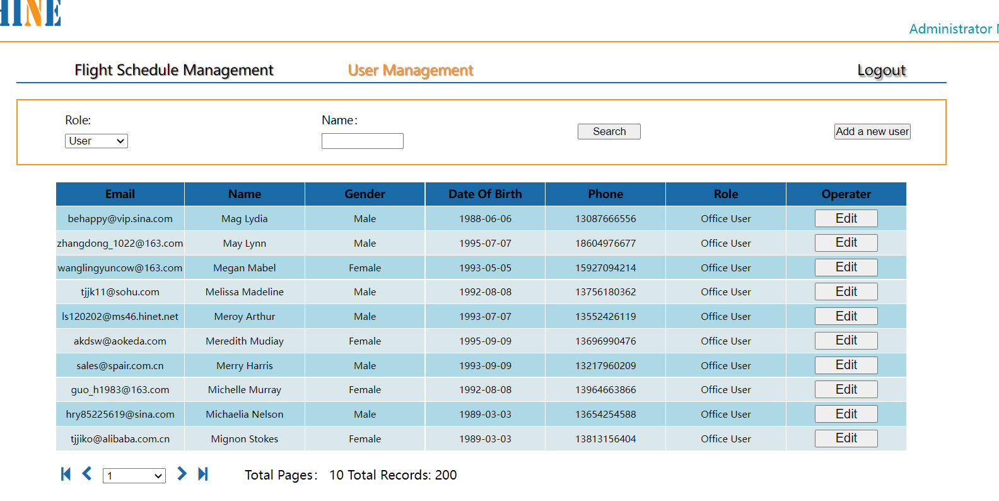 HINE
Administrator
Flight Schedule Management User Management Logout
Role: Name:
User Search Add a new user
Email Name Gender Date Of Birth Phone Role Operater
behappy@vip.sina.com Mag Lydia Male 1988-06-06 13087666556 Office User Edit
zhangdong_1022@163.com May Lynn Male 1995-07-07 18604976677 Office User Edit
wanglingyuncow@163.com Megan Mabel Female 1993-05-05 15927094214 Office User Edit
tjjk11@sohu.com Melissa Madeline Male 1992-08-08 13756180362 Office User Edit
ls120202@ms46.hinet.net Meroy Arthur Male 1993-07-07 13552426119 Office User Edit
akdsw@aokeda.com Meredith Mudiay Female 1995-09-09 13696990476 Office User Edit
sales@spair.com.cn Merry Harris Male 1993-09-09 13217960209 Office User Edit
guo_h1983@163.com Michelle Murray Female 1992-08-08 13964663866 Office User Edit
hry85225619@sina.com Michaelia Nelson Male 1989-03-03 13654254588 Office User Edit
tjjiko@alibaba.com.cn Mignon Stokes Female 1989-03-03 13813156404 Office User Edit
1 Total Pages: 10 Total Records: 200